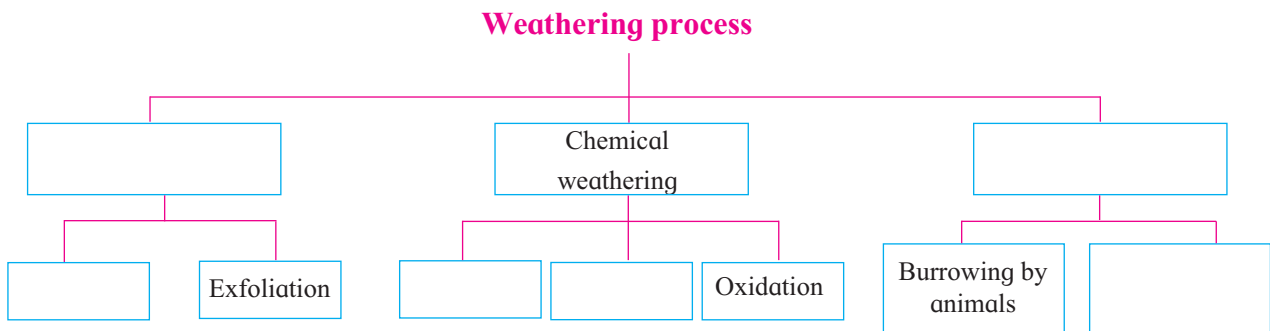 Weathering process
Chemical
weathering
Exfoliation
Oxidation
Burrowing by
animals